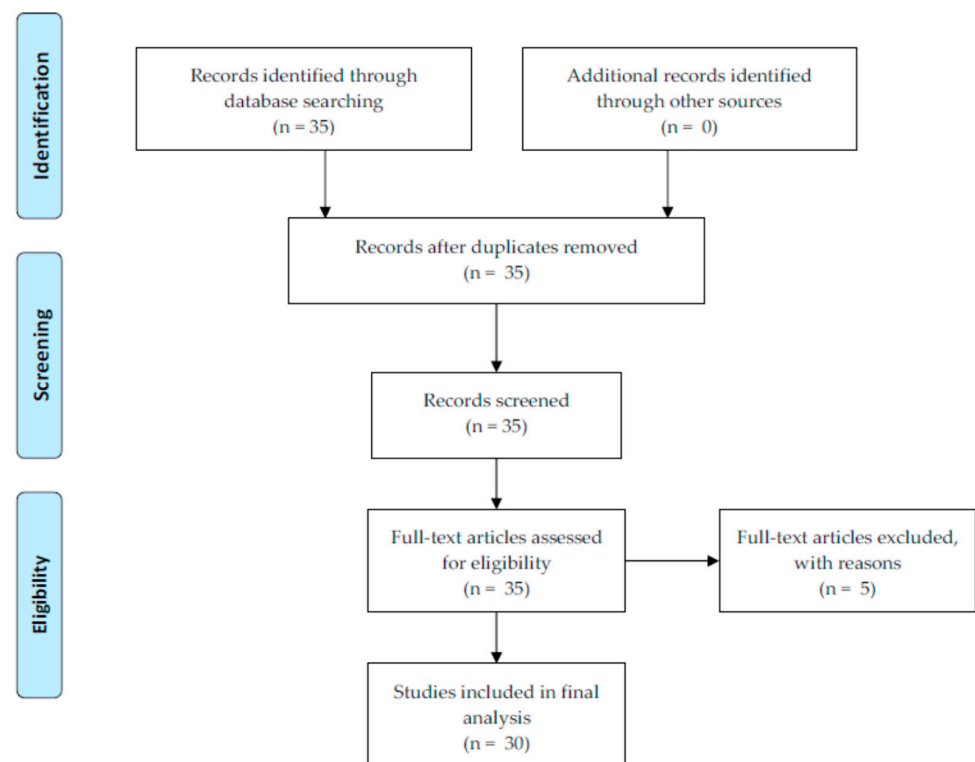 Identification
Records identified through
database searching
(n = 35)
Additional records identified
through other sources
(n = 0)
Screening
Records after duplicates removed
(n = 35)
Records screened
(n = 35)
Eligibility
Full-text articles assessed
for eligibility
(n = 35)
Full-text articles excluded,
with reasons
(n = 5)
Studies included in final
analysis
(n = 30)